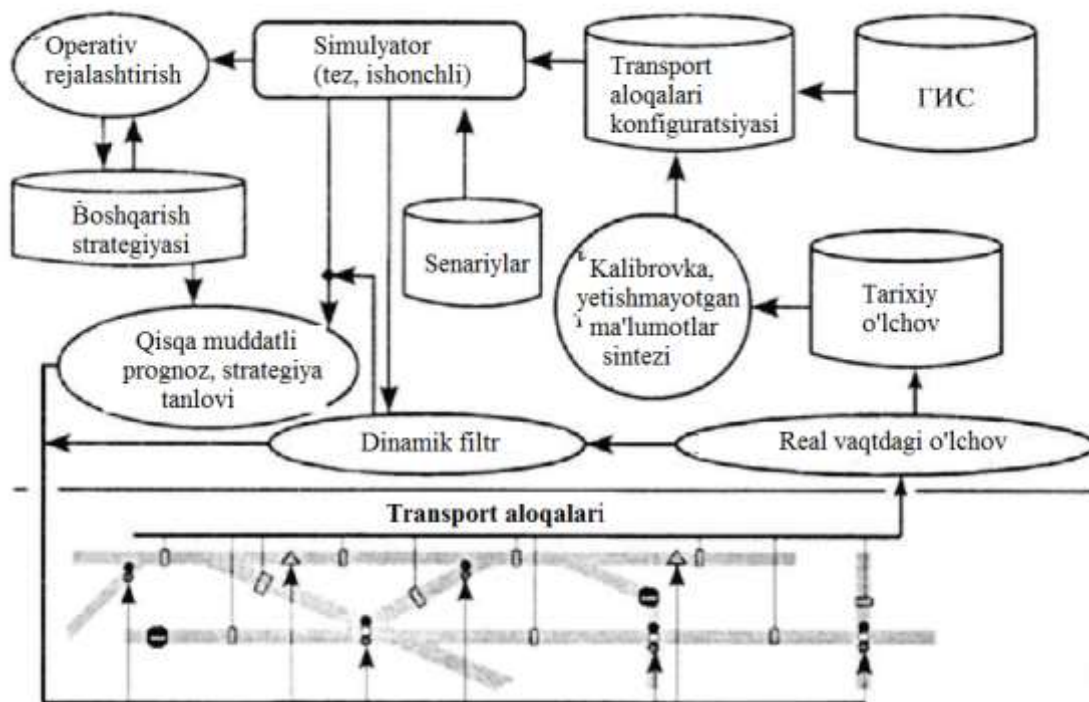 Operativ
rejalashtirish
Simulyator
(tez, ishonchli)
Transport
aloqalari
konfiguratsiyasi
ГИС
Boshqarish
strategiyasi
Senariylar
Kalibrovka,
yetishmayotgan
ma'lumotlar
sintezi
Tarixiy
o'lchov
Qisqa muddatli
prognoz, strategiya
tanlovi
Dinamik filtr
Real vaqtdagi o'lchov
Transport aloqalari